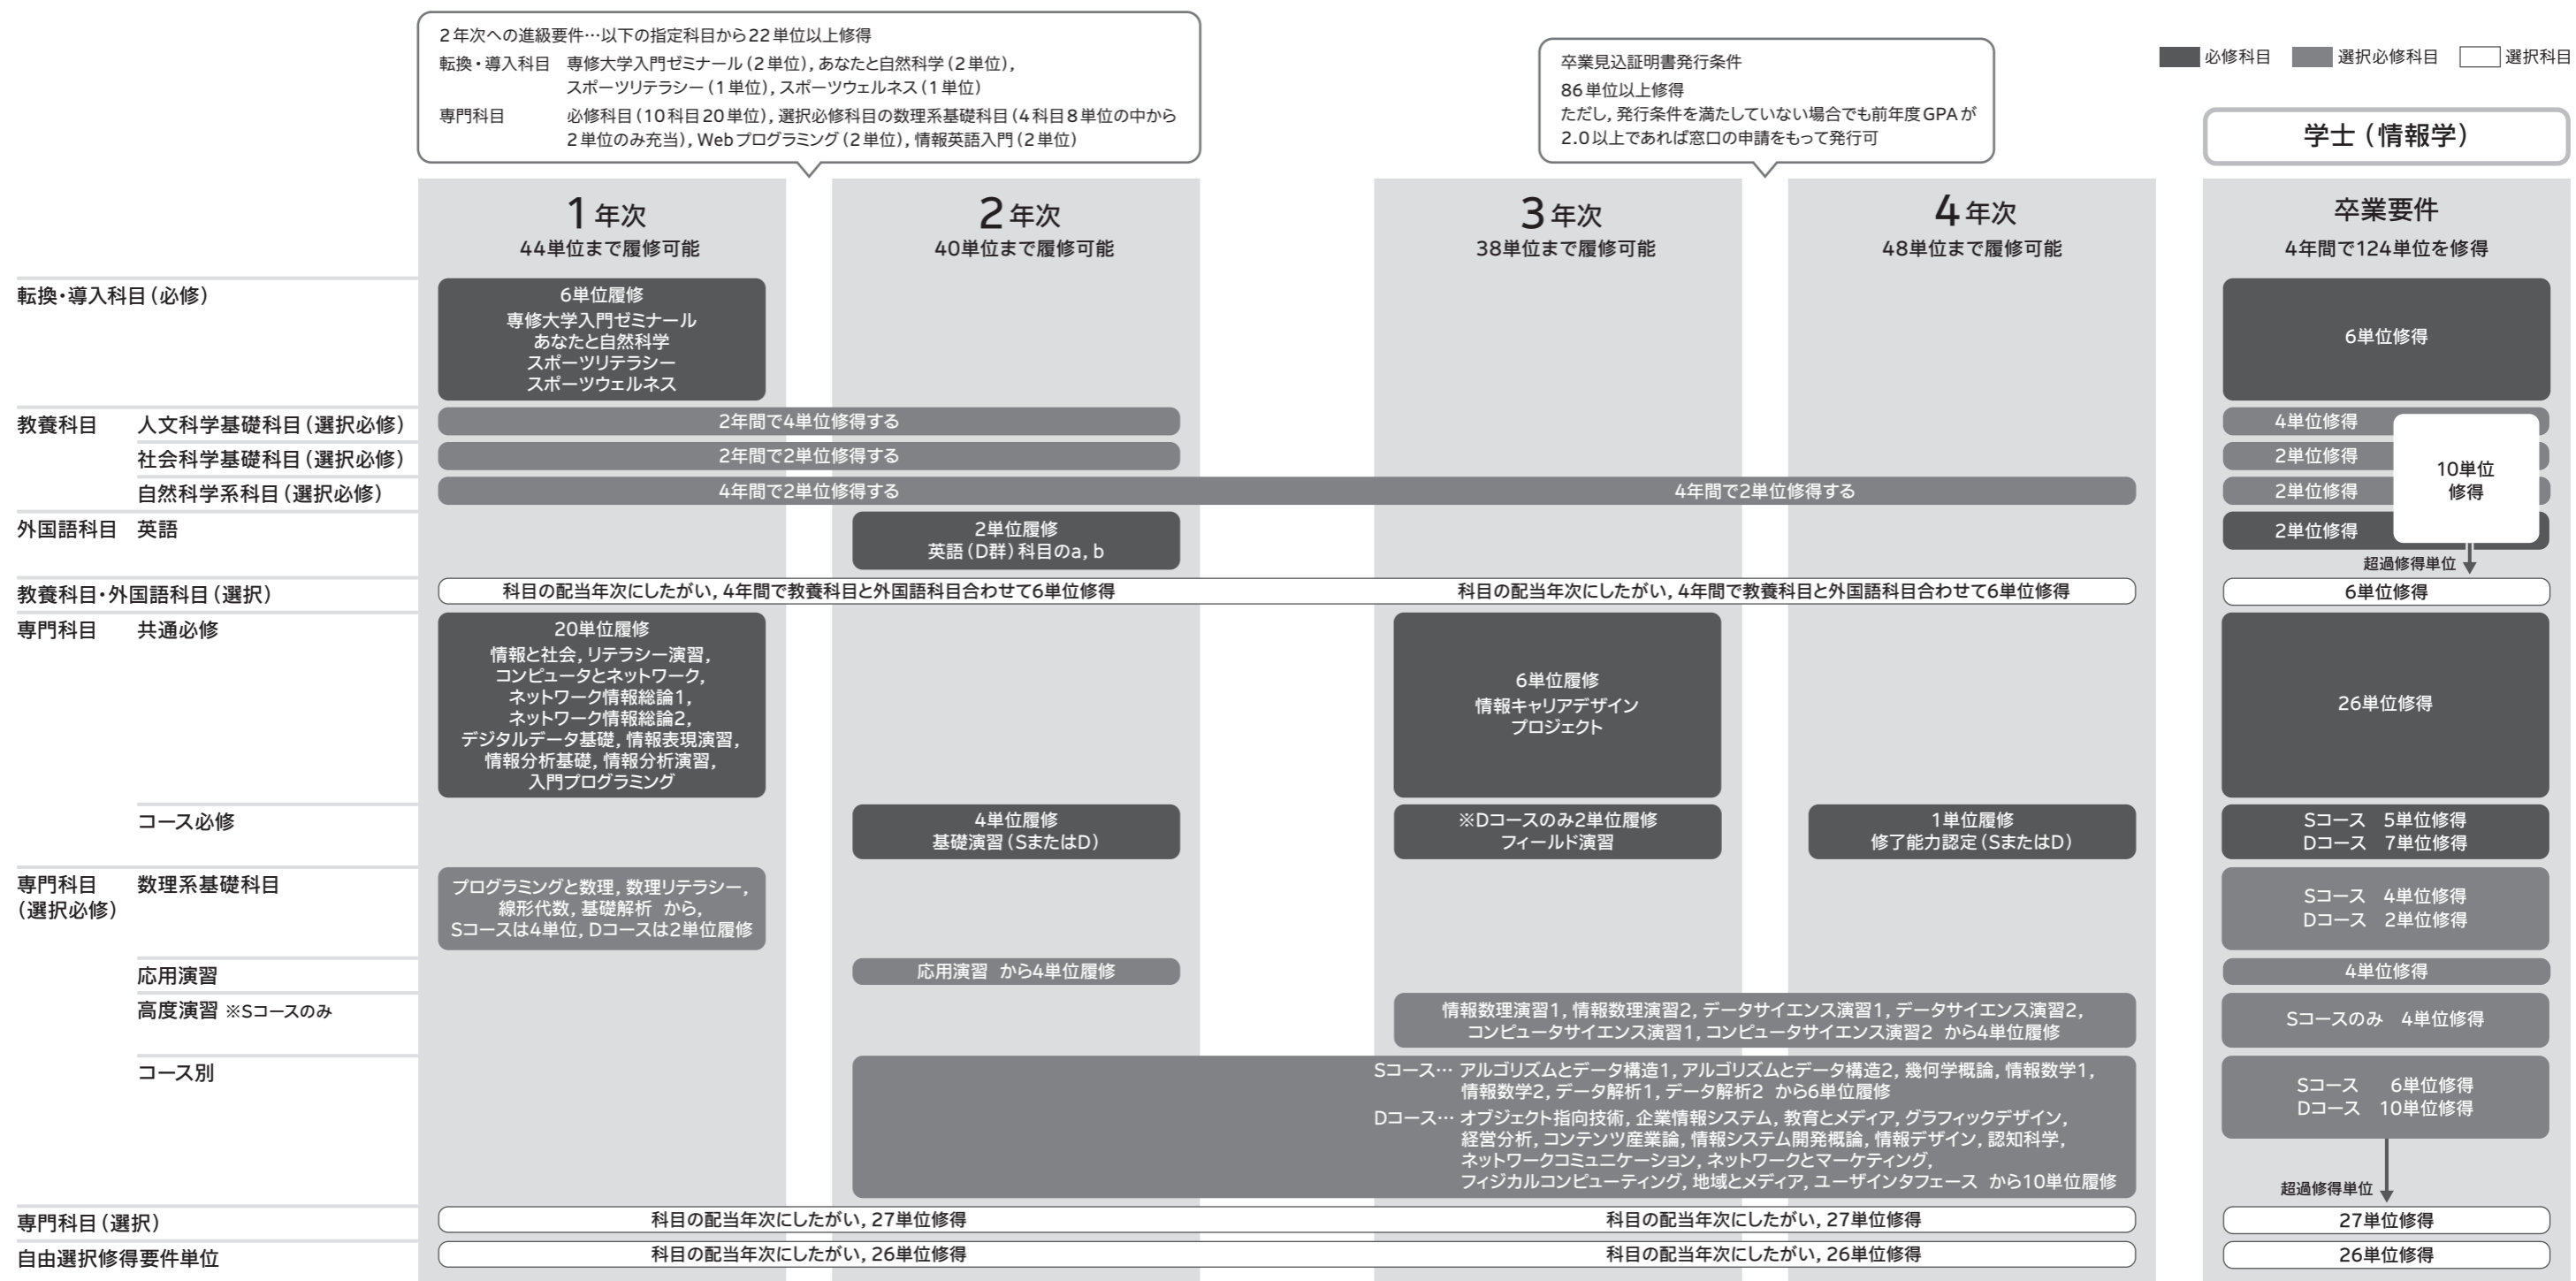 2年次への進級要件…以下の指定科目から22単位以上修得
転換・導入科目 専修大学入門ゼミナール（2単位），あなたと自然科学（2単位），
スポーツリテラシー（1単位），スポーツウェルネス（1単位）
専門科目 必修科目（10科目20単位），選択必修科目の数理系基礎科目（4科目8単位の中から
2単位のみ充当），Webプログラミング（2単位），情報英語入門（2単位）
卒業見込証明書発行条件
86単位以上修得
ただし，発行条件を満たしていない場合でも前年度GPAが
2.0以上であれば窓口の申請をもって発行可
必修科目 選択必修科目 選択科目
学士（情報学）
1年次
44単位まで履修可能
2年次
40単位まで履修可能
3年次
38単位まで履修可能
4年次
48単位まで履修可能
卒業要件
4年間で124単位を修得
転換・導入科目（必修）
6単位履修
専修大学入門ゼミナール
あなたと自然科学
スポーツリテラシー
スポーツウェルネス
6単位修得
教養科目 人文科学基礎科目（選択必修）
2年間で4単位修得する
4単位修得
社会科学基礎科目（選択必修）
2年間で2単位修得する
2単位修得
自然科学系科目（選択必修）
4年間で2単位修得する
4年間で2単位修得する
2単位修得
10単位
修得
外国語科目 英語
2単位履修
英語（D群）科目のa，b
2単位修得
超過修得単位
教養科目・外国語科目（選択）
科目の配当年次にしたがい，4年間で教養科目と外国語科目合わせて6単位修得
科目の配当年次にしたがい，4年間で教養科目と外国語科目合わせて6単位修得
6単位修得
専門科目 共通必修
20単位履修
情報と社会，リテラシー演習，
コンピュータとネットワーク，
ネットワーク情報総論1，
ネットワーク情報総論2，
デジタルデータ基礎，情報表現演習，
情報分析基礎，情報分析演習，
入門プログラミング
6単位履修
情報キャリアデザイン
プロジェクト
26単位修得
コース必修
4単位履修
基礎演習（SまたはD）
※Dコースのみ2単位履修
フィールド演習
1単位履修
修了能力認定（SまたはD）
Sコース 5単位修得
Dコース 7単位修得
専門科目 数理系基礎科目
（選択必修）
プログラミングと数理，数理リテラシー，
線形代数，基礎解析 から，
Sコースは4単位，Dコースは2単位履修
Sコース 4単位修得
Dコース 2単位修得
応用演習
応用演習 から4単位履修
4単位修得
高度演習 ※Sコースのみ
情報数理演習1，情報数理演習2，データサイエンス演習1，データサイエンス演習2，
コンピュータサイエンス演習1，コンピュータサイエンス演習2 から4単位履修
Sコースのみ 4単位修得
コース別
Sコース… アルゴリズムとデータ構造1，アルゴリズムとデータ構造2，幾何学概論，情報数学1，
情報数学2，データ解析1，データ解析2 から6単位履修
Dコース… オブジェクト指向技術，企業情報システム，教育とメディア，グラフィックデザイン，
経営分析，コンテンツ産業論，情報システム開発概論，情報デザイン，認知科学，
ネットワークコミュニケーション，ネットワークとマーケティング，
フィジカルコンピューティング，地域とメディア，ユーザインタフェース から10単位履修
Sコース 6単位修得
Dコース 10単位修得
超過修得単位
専門科目（選択）
科目の配当年次にしたがい，27単位修得
科目の配当年次にしたがい，27単位修得
27単位修得
自由選択修得要件単位
科目の配当年次にしたがい，26単位修得
科目の配当年次にしたがい，26単位修得
26単位修得